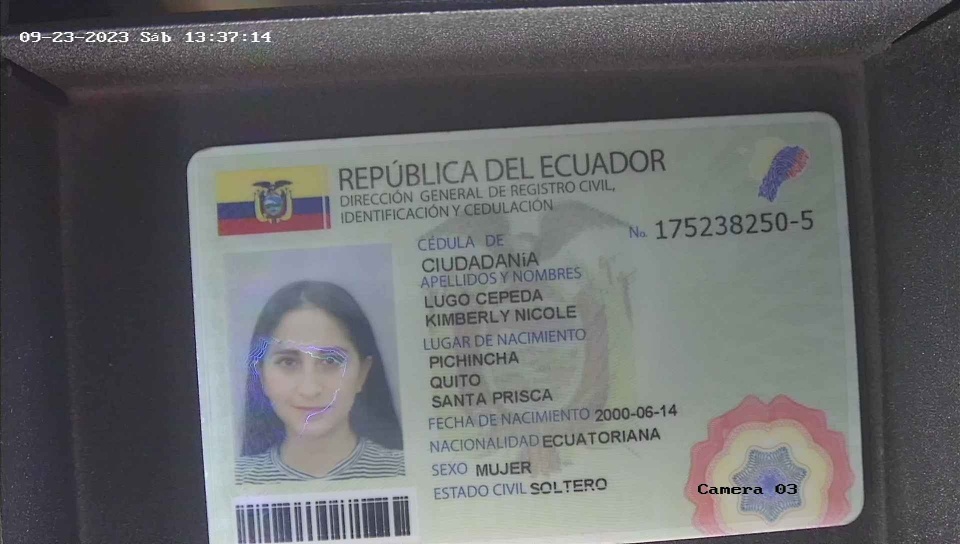 09-23-2023 Sáb 13:37:14
REPÚBLICA DEL ECUADOR
DIRECCIÓN GENERAL DE REGISTRO CIVIL,
IDENTIFICACIÓN Y CEDULACIÓN
No. 175238250-5
CÉDULA DE
CIUDADANíA
APELLIDOS Y NOMBRES
LUGO CEPEDA
KIMBERLY NICOLE
LUGAR DE NACIMIENTO
PICHINCHA
QUITO
SANTA PRISCA
FECHA DE NACIMIENTO 2000-06-14
NACIONALIDAD ECUATORIANA
SEXO MUJER
ESTADO CIVIL SOLTERO
Camera 03